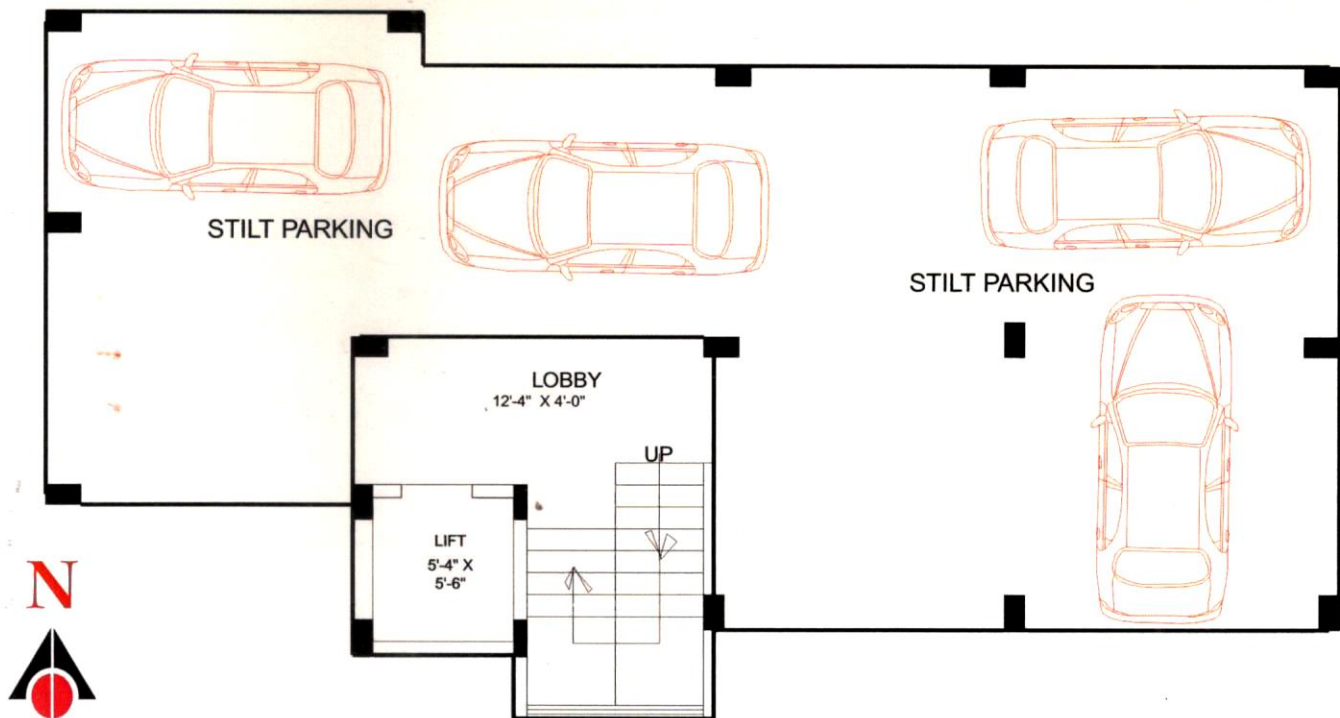 STILT PARKING
STILT PARKING
LOBBY
12'-4" X 4'-0"
UP
LIFT
5'-4" X
5'-6"
N